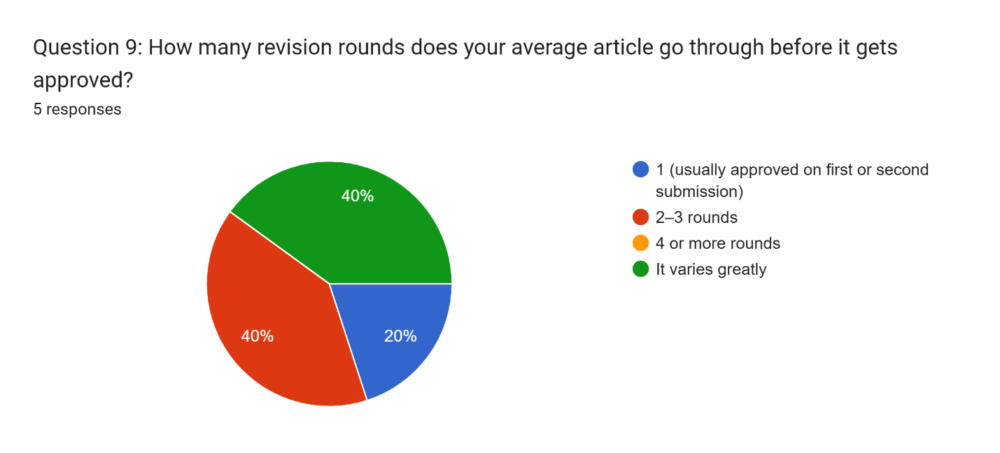 Question 9: How many revision rounds does your average article go through before it gets
approved?
5 responses
40%
40%
20%
1 (usually approved on first or second
submission)
2–3 rounds
4 or more rounds
It varies greatly